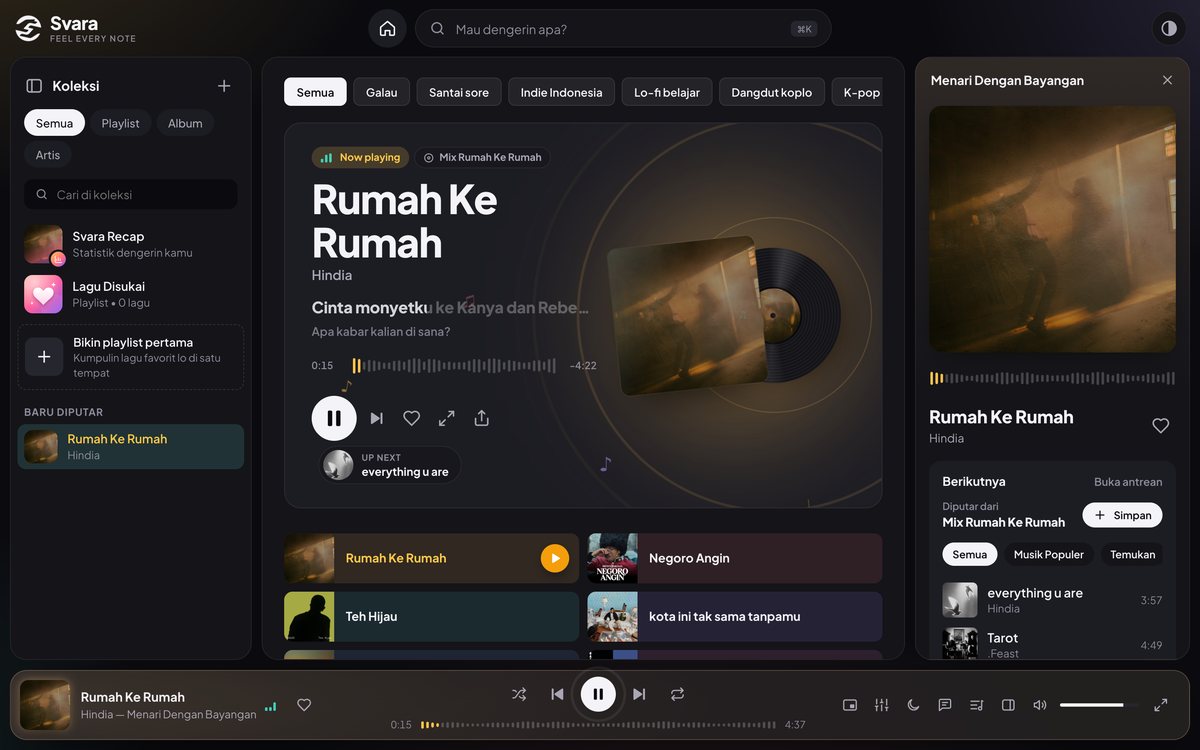 Svara
FEEL EVERY NOTE
Mau dengerin apa?
⌘K
Koleksi
Semua
Playlist
Album
Artis
Cari di koleksi
Svara Recap
Statistik dengerin kamu
Lagu Disukai
Playlist • 0 lagu
Bikin playlist pertama
Kumpulin lagu favorit lo di satu
tempat
BARU DIPUTAR
Rumah Ke Rumah
Hindia
Semua
Galau
Santai sore
Indie Indonesia
Lo-fi belajar
Dangdut koplo
K-pop
Now playing
Mix Rumah Ke Rumah
Rumah Ke
Rumah
Hindia
Cinta monyetku ke Kanya dan Rebe...
Apa kabar kalian di sana?
0:15
-4:22
UP NEXT
everything u are
Rumah Ke Rumah
NEGORO
ANGIN
Negoro Angin
Teh Hijau
kota ini tak sama tanpamu
Menari Dengan Bayangan
Rumah Ke Rumah
Hindia
Berikutnya
Buka antrean
Diputar dari
Mix Rumah Ke Rumah
Simpan
Semua
Musik Populer
Temukan
everything u are
Hindia
3:57
Tarot
.Feast
4:49
Rumah Ke Rumah
Hindia — Menari Dengan Bayangan
0:15
4:37